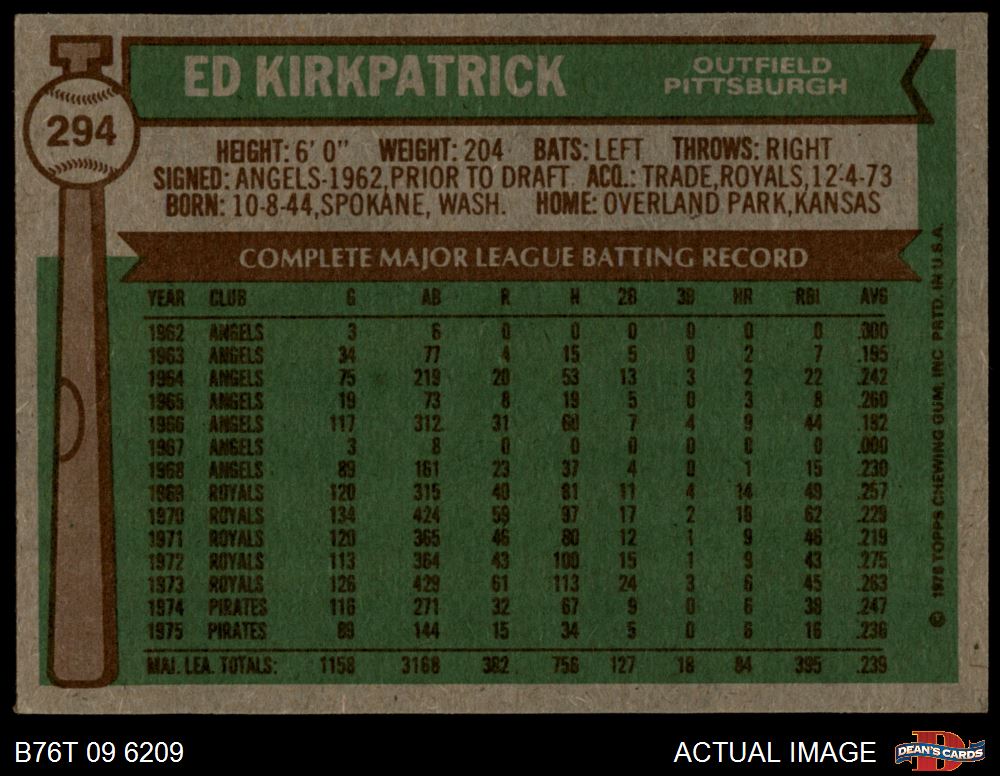 294
ED KIRKPATRICK
OUTFIELD
PITTSBURGH
HEIGHT: 6' 0" WEIGHT: 204 BATS: LEFT THROWS: RIGHT
SIGNED: ANGELS-1962, PRIOR TO DRAFT. ACQ.: TRADE, ROYALS, 12-4-73
BORN: 10-8-44, SPOKANE, WASH. HOME: OVERLAND PARK, KANSAS
COMPLETE MAJOR LEAGUE BATTING RECORD
YEAR CLUB G AB R H 2B 3B HR RBI AVG
1962 ANGELS 3 6 0 0 0 0 0 0 .000
1963 ANGELS 34 77 4 15 5 0 2 7 .195
1964 ANGELS 75 219 20 53 13 3 2 22 .242
1965 ANGELS 19 73 8 19 5 0 3 8 .260
1966 ANGELS 117 312 31 60 7 4 9 44 .192
1967 ANGELS 3 8 0 0 0 0 0 0 .000
1968 ANGELS 89 161 23 37 4 0 1 15 .230
1969 ROYALS 120 315 40 81 11 4 14 49 .257
1970 ROYALS 134 424 59 97 17 2 18 62 .229
1971 ROYALS 120 365 46 80 12 1 9 46 .219
1972 ROYALS 113 364 43 100 15 1 9 43 .275
1973 ROYALS 126 429 61 113 24 3 6 45 .263
1974 PIRATES 116 271 32 67 9 0 6 38 .247
1975 PIRATES 89 144 15 34 5 0 5 16 .236
MAJ. LEA. TOTALS: 1158 3168 382 756 127 18 84 395 .239
© 1976 TOPPS CHEWING GUM, INC. PRTD. IN U.S.A.
B76T 09 6209
ACTUAL IMAGE
D
DEAN'S CARDS